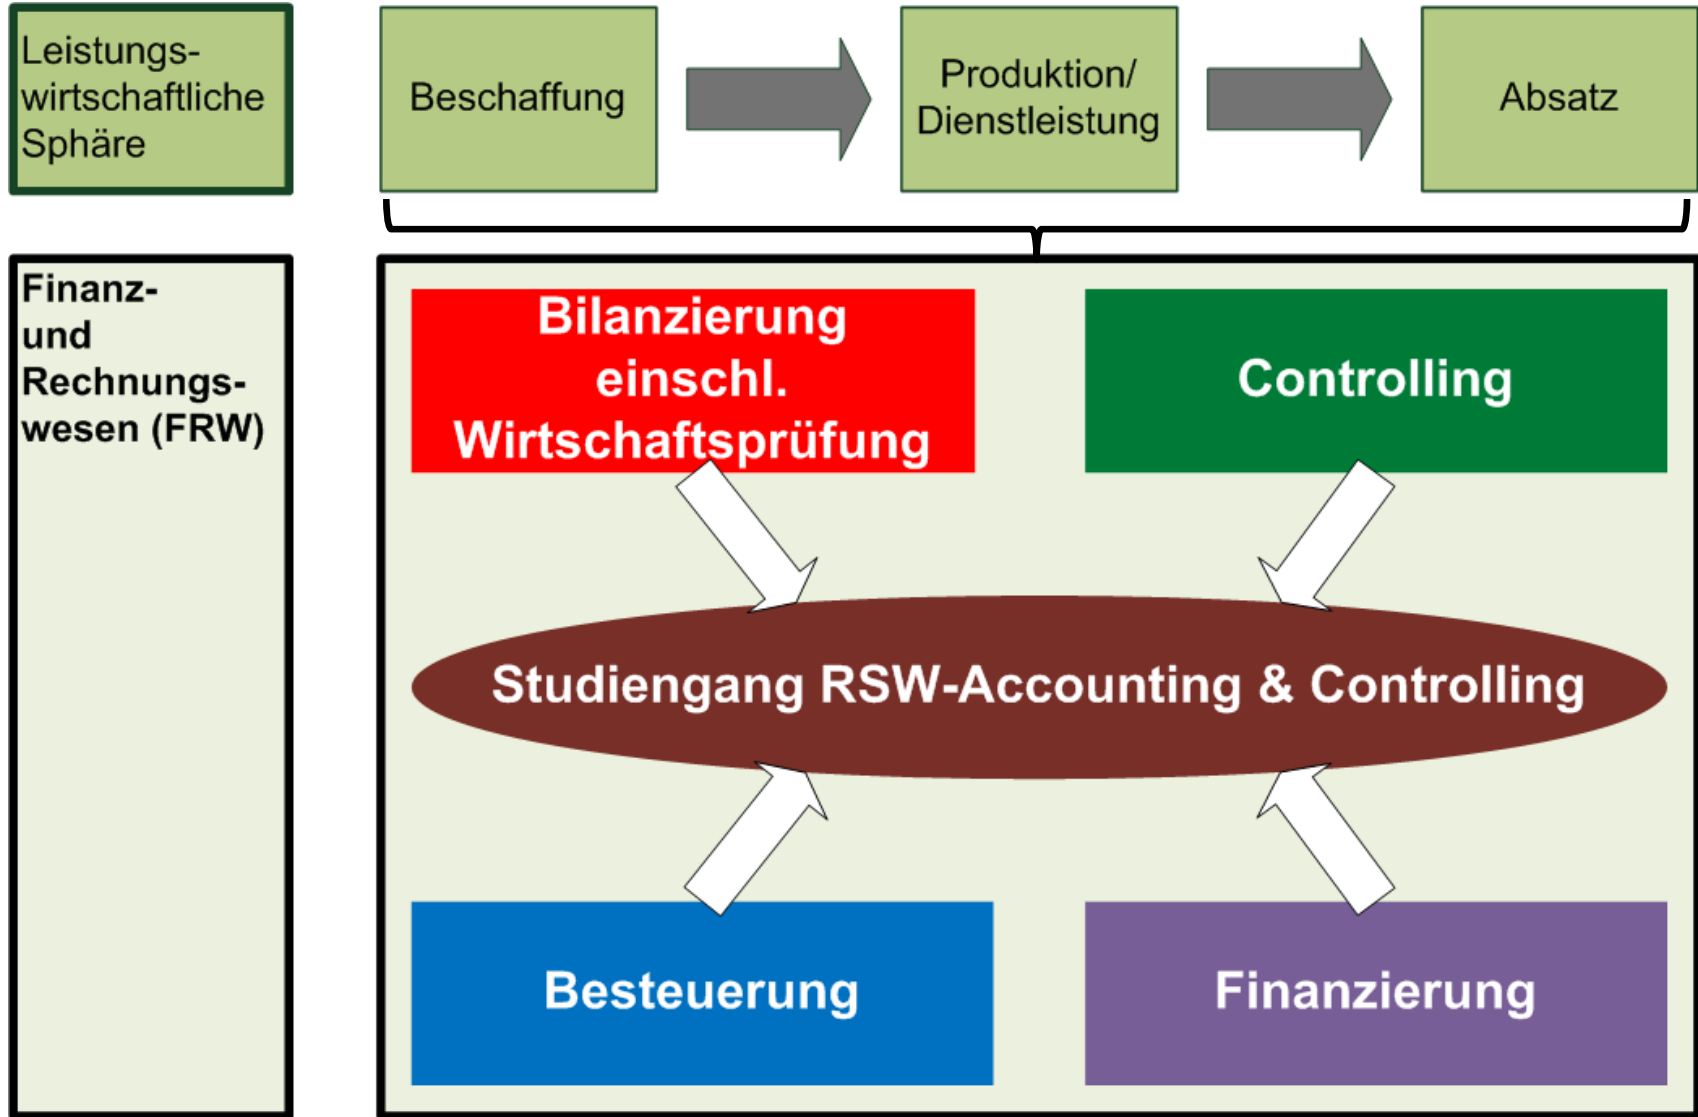 Leistungs-
wirtschaftliche
Sphäre
Beschaffung
Produktion/
Dienstleistung
Absatz
Finanz-
und
Rechnungs-
wesen (FRW)
Bilanzierung
einschl.
Wirtschaftsprüfung
Controlling
Studiengang RSW-Accounting & Controlling
Besteuerung
Finanzierung